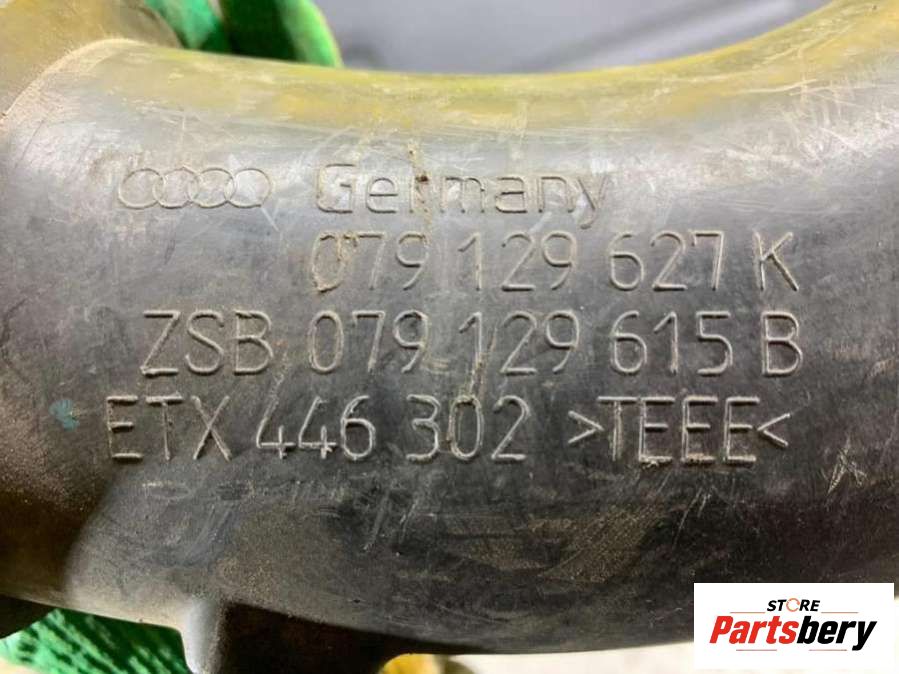 Germany
079 129 627 K
ZSB 079 129 615 B
ETX 446 302 >TEEE<
STORE
Partsbery